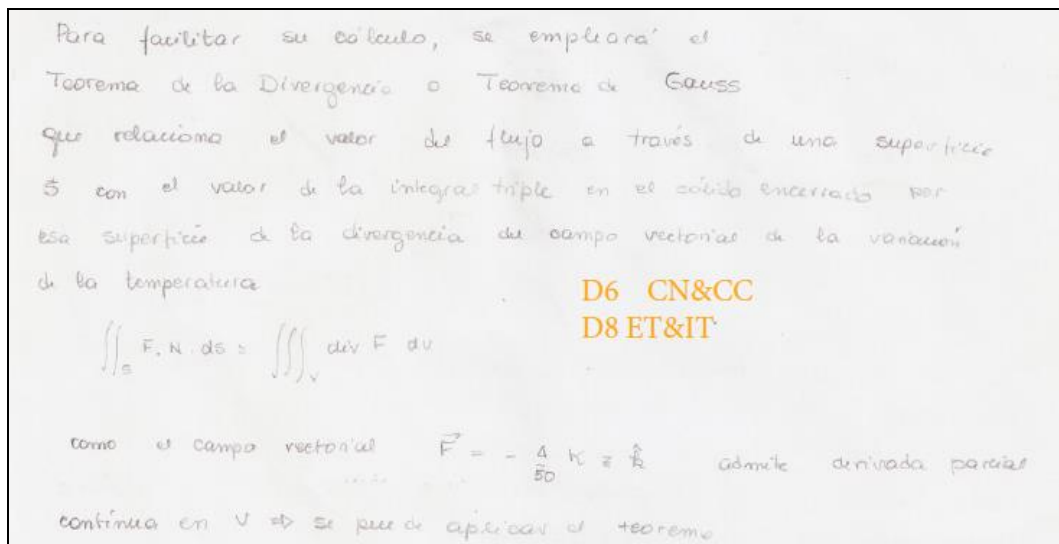 Para facilitar su cálculo, se empleará el
Teorema de la Divergencia o Teorema de Gauss
que relaciona el valor del flujo a través de una superficie
S con el valor de la integral triple en el sólido encerrado por
esa superficie de la divergencia del campo vectorial de la variación
de la temperatura
D6 CN&CC
D8 ET&IT
∬_S F. N ds = ∭_V div F dv
como el campo vectorial F⃗ = - 4/50 K z k̂ admite derivada parcial
contínua en V ⇒ se puede aplicar el teorema